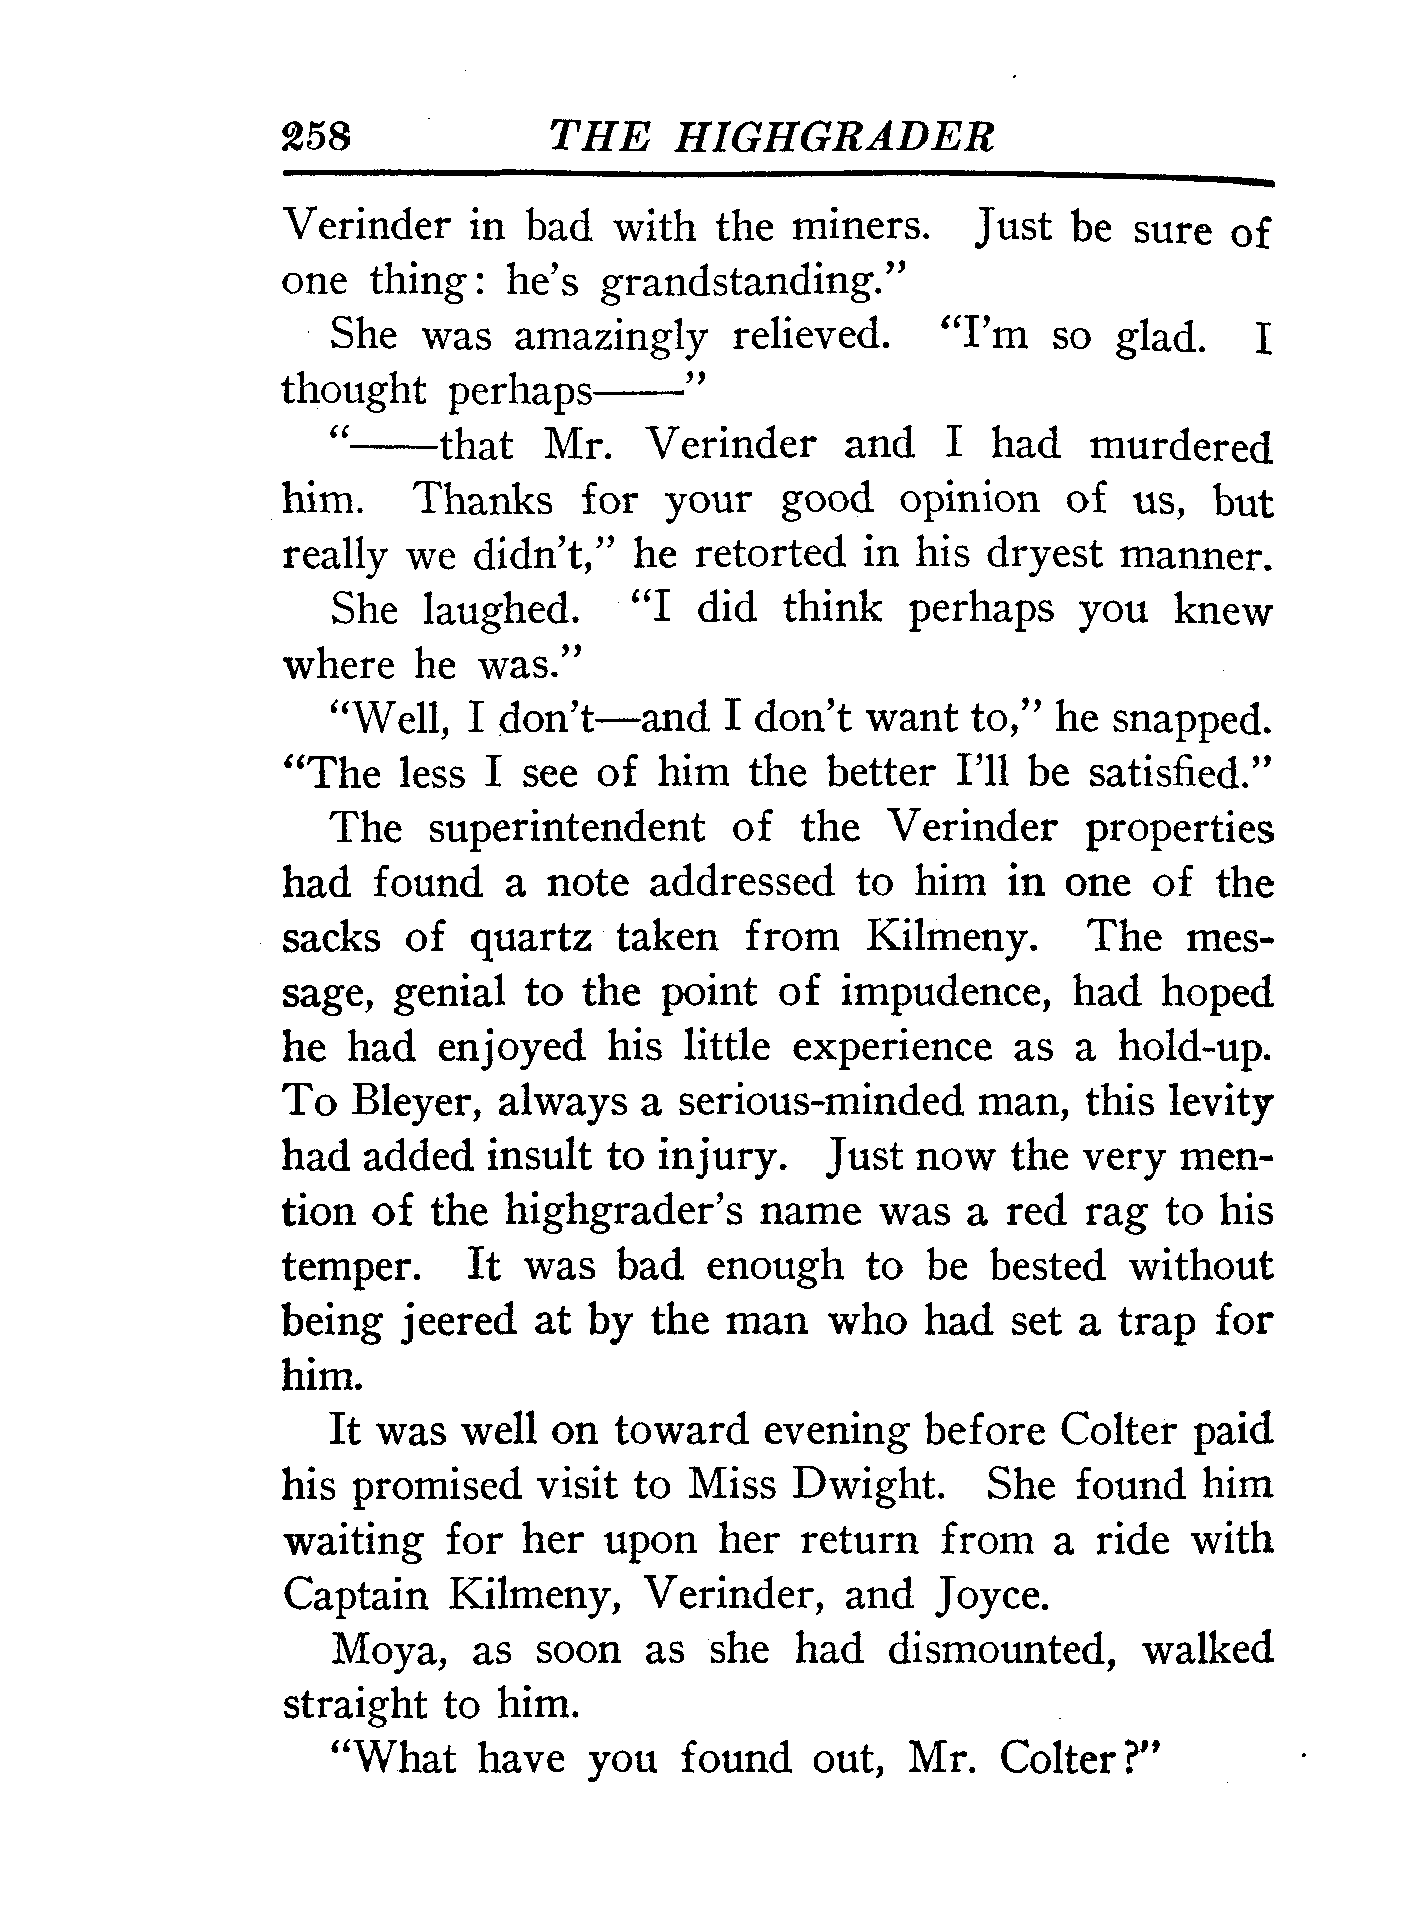 258 THE HIGHGRADER
Verinder in bad with the miners. Just be sure of
one thing: he's grandstanding."
She was amazingly relieved. "I'm so glad. I
thought perhaps——"
"——that Mr. Verinder and I had murdered
him. Thanks for your good opinion of us, but
really we didn't," he retorted in his dryest manner.
She laughed. "I did think perhaps you knew
where he was."
"Well, I don't—and I don't want to," he snapped.
"The less I see of him the better I'll be satisfied."
The superintendent of the Verinder properties
had found a note addressed to him in one of the
sacks of quartz taken from Kilmeny. The mes-
sage, genial to the point of impudence, had hoped
he had enjoyed his little experience as a hold-up.
To Bleyer, always a serious-minded man, this levity
had added insult to injury. Just now the very men-
tion of the highgrader's name was a red rag to his
temper. It was bad enough to be bested without
being jeered at by the man who had set a trap for
him.
It was well on toward evening before Colter paid
his promised visit to Miss Dwight. She found him
waiting for her upon her return from a ride with
Captain Kilmeny, Verinder, and Joyce.
Moya, as soon as she had dismounted, walked
straight to him.
"What have you found out, Mr. Colter?"